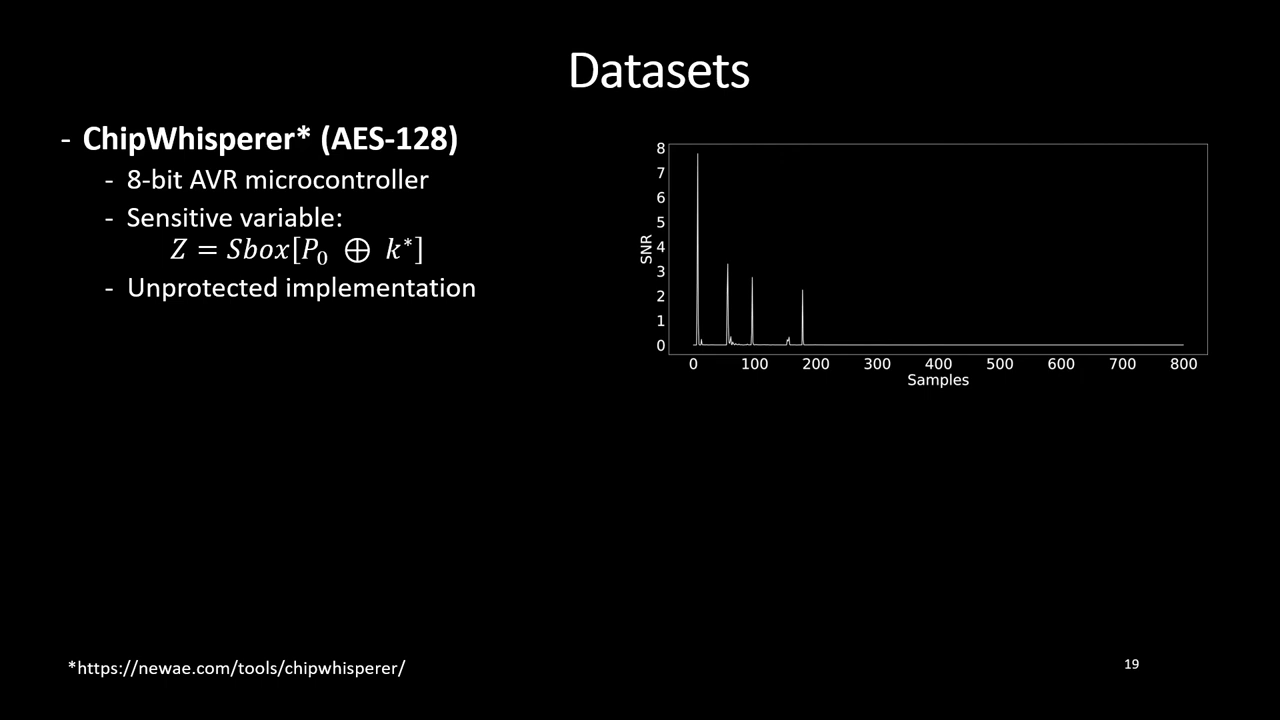 Datasets
- ChipWhisperer* (AES-128)
- 8-bit AVR microcontroller
- Sensitive variable:
Z = Sbox[P₀ ⊕ k*]
- Unprotected implementation
8
7
6
5
4
3
2
1
0
SNR
0 100 200 300 400 500 600 700 800
Samples
*https://newae.com/tools/chipwhisperer/
19